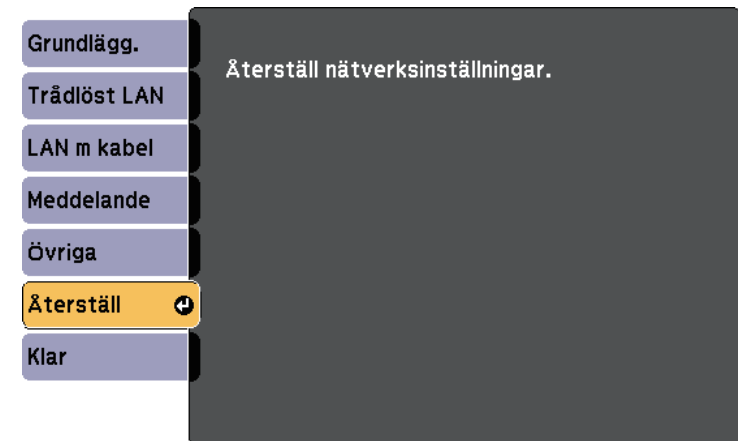 Grundlägg.
Trådlöst LAN
LAN m kabel
Meddelande
Övriga
Återställ
Klar
Återställ nätverksinställningar.